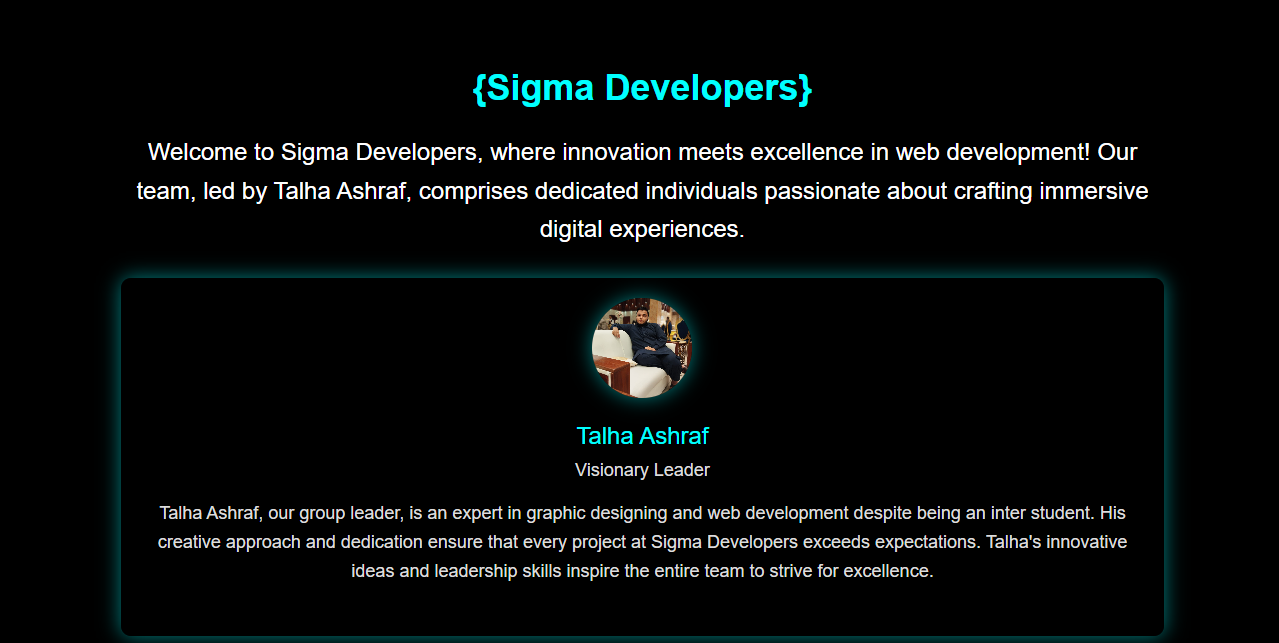 {Sigma Developers}
Welcome to Sigma Developers, where innovation meets excellence in web development! Our
team, led by Talha Ashraf, comprises dedicated individuals passionate about crafting immersive
digital experiences.
Talha Ashraf
Visionary Leader
Talha Ashraf, our group leader, is an expert in graphic designing and web development despite being an inter student. His
creative approach and dedication ensure that every project at Sigma Developers exceeds expectations. Talha's innovative
ideas and leadership skills inspire the entire team to strive for excellence.